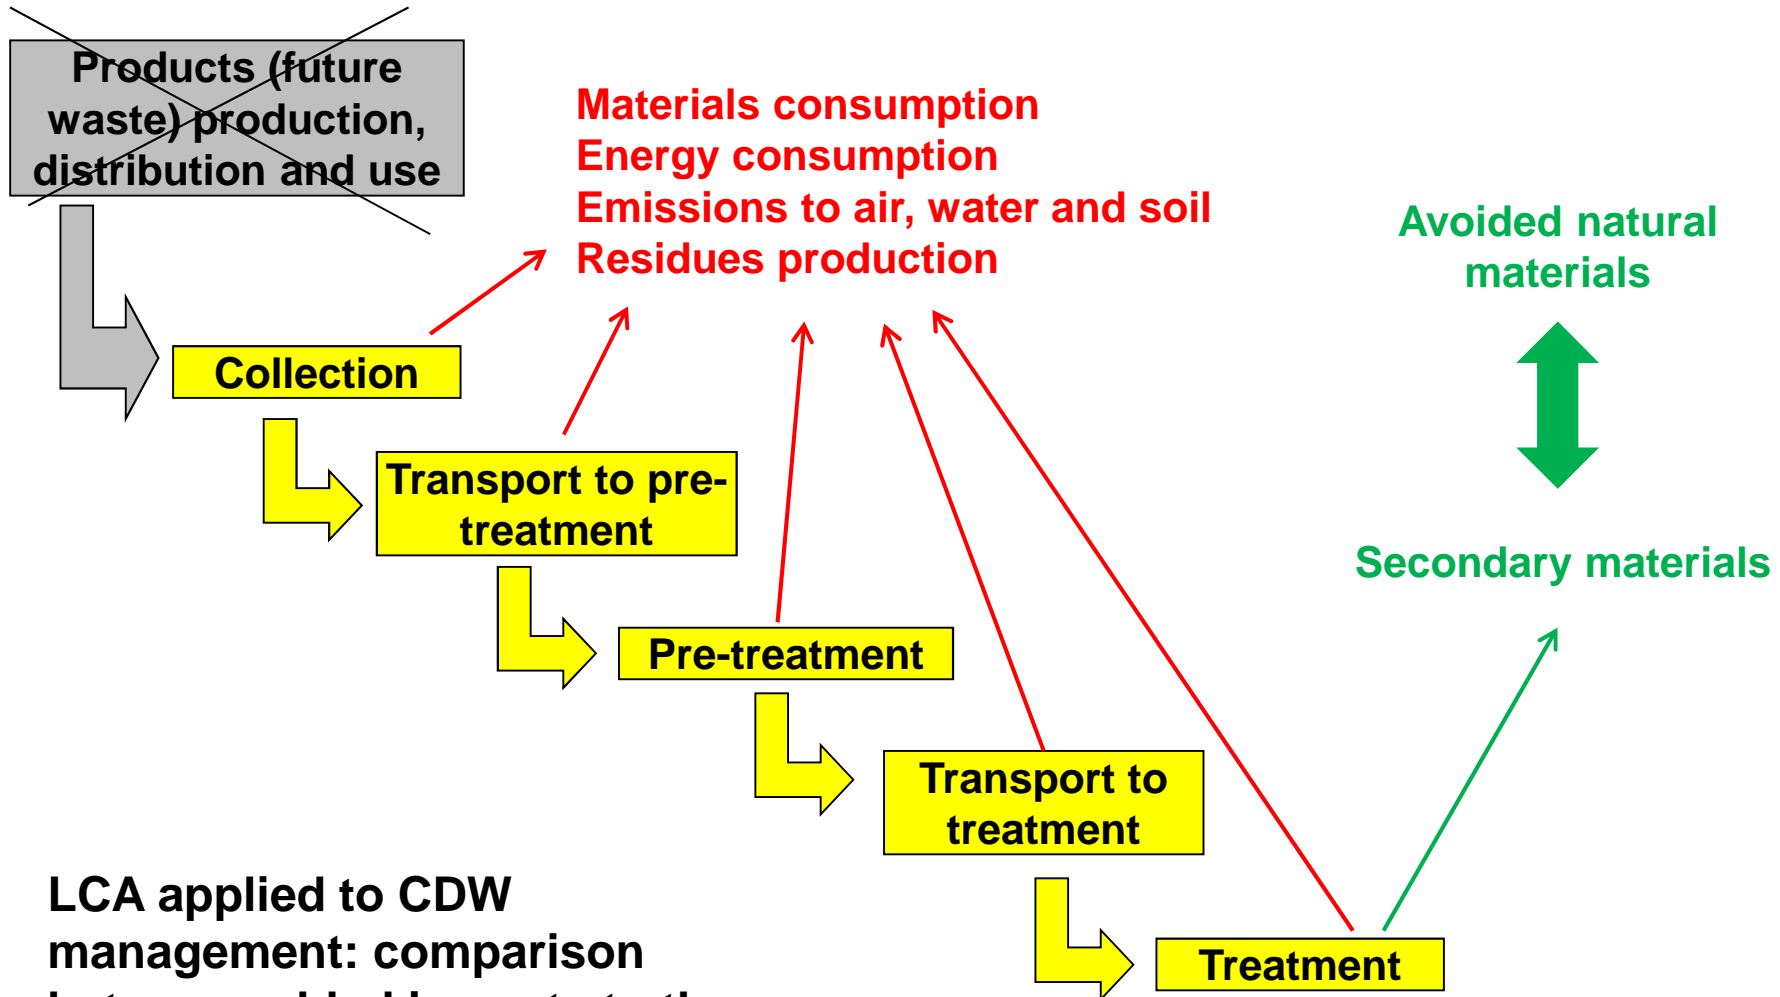 Products (future
waste) production,
distribution and use
Materials consumption
Energy consumption
Emissions to air, water and soil
Residues production
Avoided natural
materials
Collection
Transport to pre-
treatment
Secondary materials
Pre-treatment
Transport to
treatment
LCA applied to CDW
management: comparison
Treatment